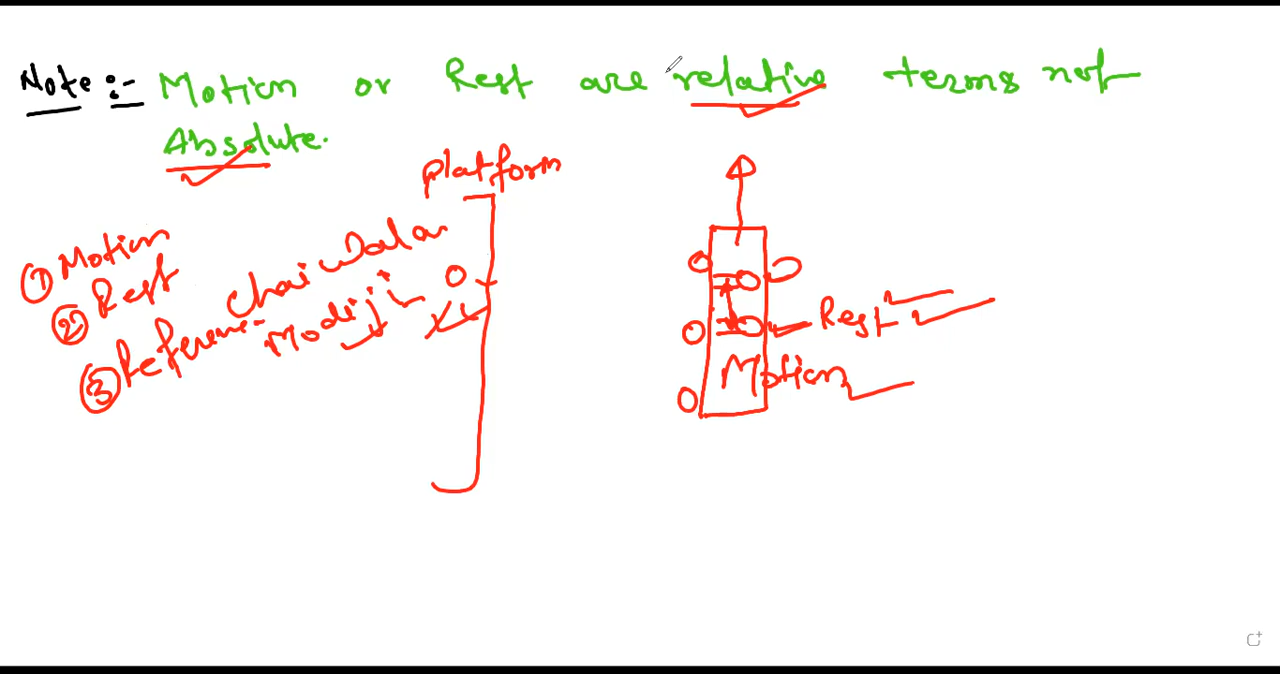 Note:- Motion or Rest are relative terms not
Absolute.
platform
① Motion
② Rest
③ Reference
Chaiwala
Modiji
Rest
Motion